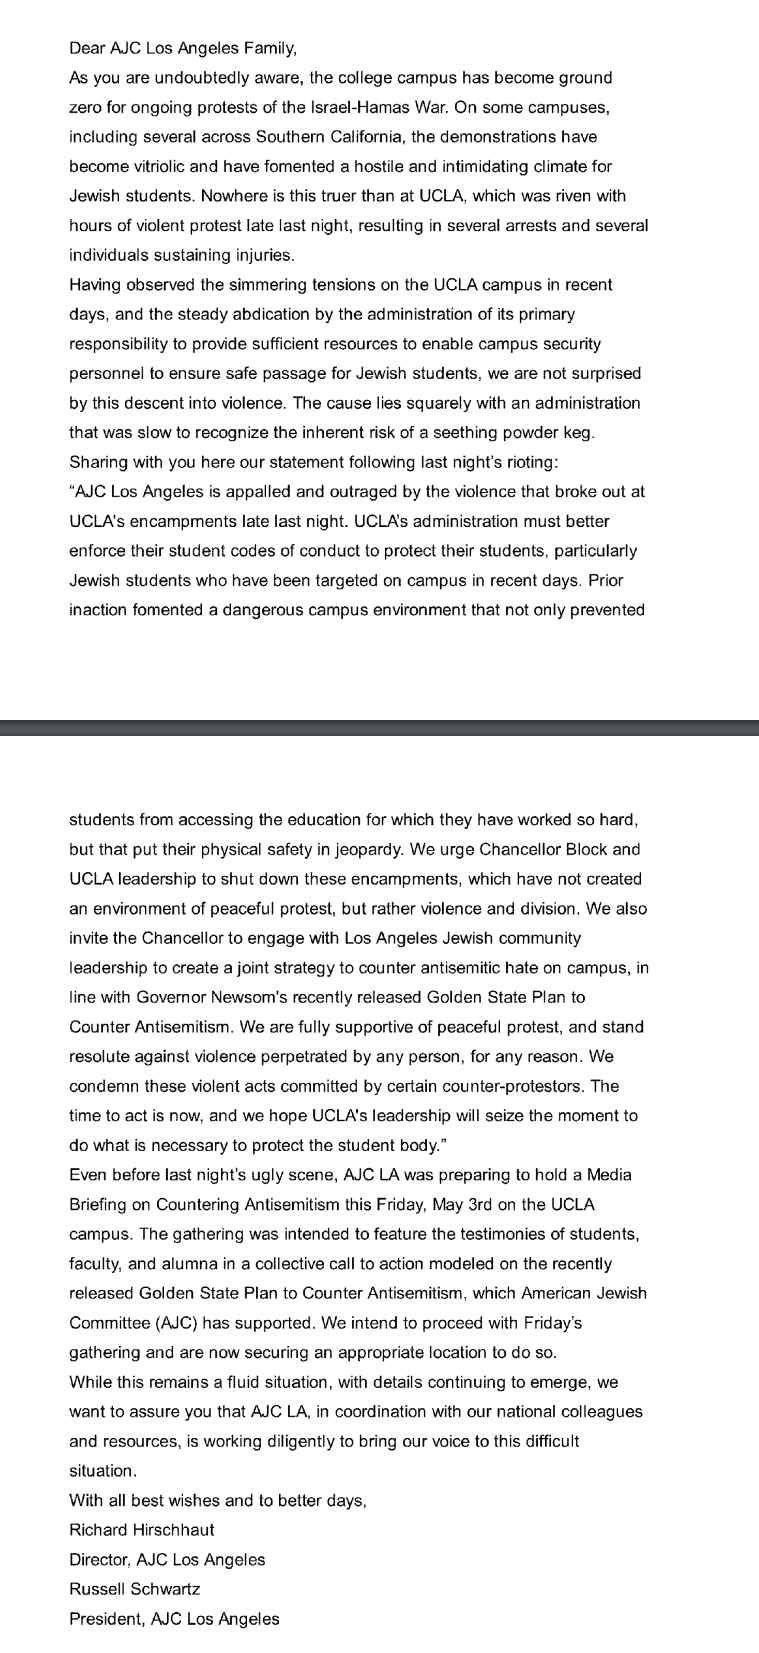 Dear AJC Los Angeles Family,
As you are undoubtedly aware, the college campus has become ground
zero for ongoing protests of the Israel-Hamas War. On some campuses,
including several across Southern California, the demonstrations have
become vitriolic and have fomented a hostile and intimidating climate for
Jewish students. Nowhere is this truer than at UCLA, which was riven with
hours of violent protest late last night, resulting in several arrests and several
individuals sustaining injuries.
Having observed the simmering tensions on the UCLA campus in recent
days, and the steady abdication by the administration of its primary
responsibility to provide sufficient resources to enable campus security
personnel to ensure safe passage for Jewish students, we are not surprised
by this descent into violence. The cause lies squarely with an administration
that was slow to recognize the inherent risk of a seething powder keg.
Sharing with you here our statement following last night’s rioting:
“AJC Los Angeles is appalled and outraged by the violence that broke out at
UCLA's encampments late last night. UCLA’s administration must better
enforce their student codes of conduct to protect their students, particularly
Jewish students who have been targeted on campus in recent days. Prior
inaction fomented a dangerous campus environment that not only prevented
students from accessing the education for which they have worked so hard,
but that put their physical safety in jeopardy. We urge Chancellor Block and
UCLA leadership to shut down these encampments, which have not created
an environment of peaceful protest, but rather violence and division. We also
invite the Chancellor to engage with Los Angeles Jewish community
leadership to create a joint strategy to counter antisemitic hate on campus, in
line with Governor Newsom's recently released Golden State Plan to
Counter Antisemitism. We are fully supportive of peaceful protest, and stand
resolute against violence perpetrated by any person, for any reason. We
condemn these violent acts committed by certain counter-protestors. The
time to act is now, and we hope UCLA's leadership will seize the moment to
do what is necessary to protect the student body.”
Even before last night’s ugly scene, AJC LA was preparing to hold a Media
Briefing on Countering Antisemitism this Friday, May 3rd on the UCLA
campus. The gathering was intended to feature the testimonies of students,
faculty, and alumna in a collective call to action modeled on the recently
released Golden State Plan to Counter Antisemitism, which American Jewish
Committee (AJC) has supported. We intend to proceed with Friday’s
gathering and are now securing an appropriate location to do so.
While this remains a fluid situation, with details continuing to emerge, we
want to assure you that AJC LA, in coordination with our national colleagues
and resources, is working diligently to bring our voice to this difficult
situation.
With all best wishes and to better days,
Richard Hirschhaut
Director, AJC Los Angeles
Russell Schwartz
President, AJC Los Angeles